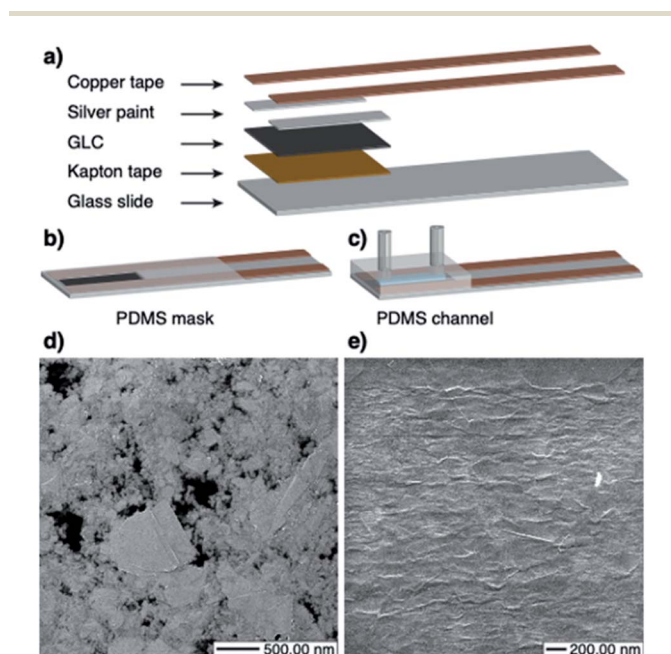 a)
Copper tape
Silver paint
GLC
Kapton tape
Glass slide
b)
c)
PDMS mask
PDMS channel
d)
e)
500.00 nm
200.00 nm